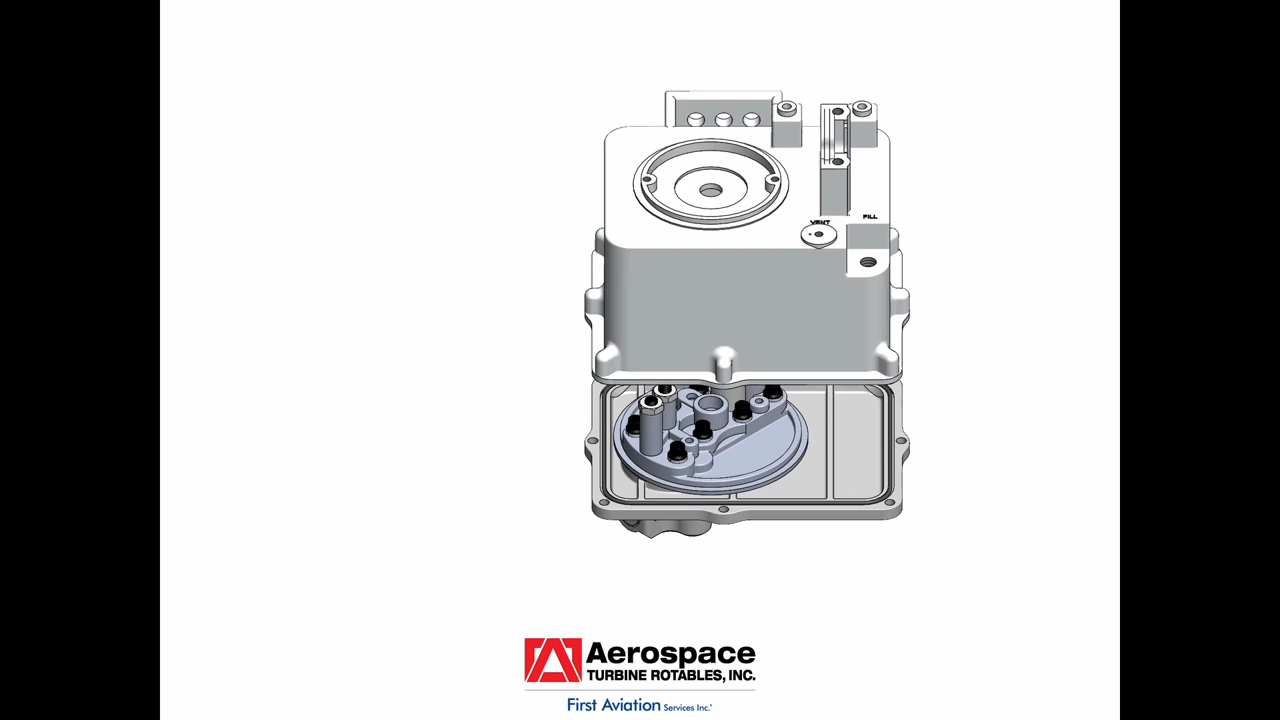 VENT
FILL
Aerospace
TURBINE ROTABLES, INC.
First Aviation Services Inc.®